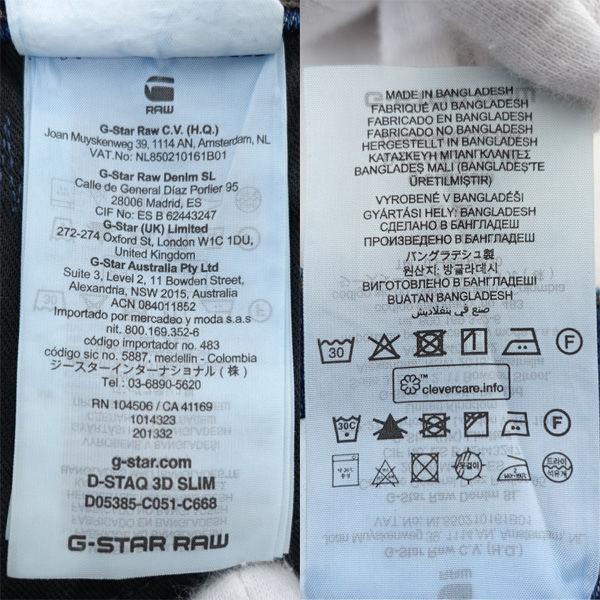 RAW
G-Star Raw C.V. (H.Q.)
Joan Muyskenweg 39, 1114 AN, Amsterdam, NL
VAT.No: NL850210161B01
G-Star Raw Denim SL
Calle de General Díaz Porlier 95
28006 Madrid, ES
CIF No: ES B 62443247
G-Star (UK) Limited
272-274 Oxford St, London W1C 1DU,
United Kingdom
G-Star Australia Pty Ltd
Suite 3, Level 2, 11 Bowden Street,
Alexandria, NSW 2015, Australia
ACN 084011852
Importado por mercadeo y moda s.a.s
nit. 800.169.352-6
código importador no. 483
código sic no. 5887, medellin - Colombia
ジースターインターナショナル (株)
Tel : 03-6890-5620
RN 104506 / CA 41169
1014323
201332
g-star.com
D-STAQ 3D SLIM
D05385-C051-C668
G-STAR RAW
MADE IN BANGLADESH
FABRIQUÉ AU BANGLADESH
FABRICADO EN BANGLADESH
FABRICADO NO BANGLADESH
HERGESTELLT IN BANGLADESH
ΚΑΤΑΣΚΕΥΗ ΜΠΑΝΓΚΛΑΝΤΕΣ
BANGLADEŞ MALI (BANGLADEŞ'TE
ÜRETILMIŞTIR)
VYROBENÉ V BANGLADÉŠI
GYÁRTÁSI HELY: BANGLADESH
СДЕЛАНО В БАНГЛАДЕШ
ПРОИЗВЕДЕНО В БАНГЛАДЕШ
バングラデシュ製
원산지: 방글라데시
ВИГОТОВЛЕНО В БАНГЛАДЕШІ
BUATAN BANGLADESH
صنع في بنغلاديش
30 F
clevercare.info
30C F
드라이